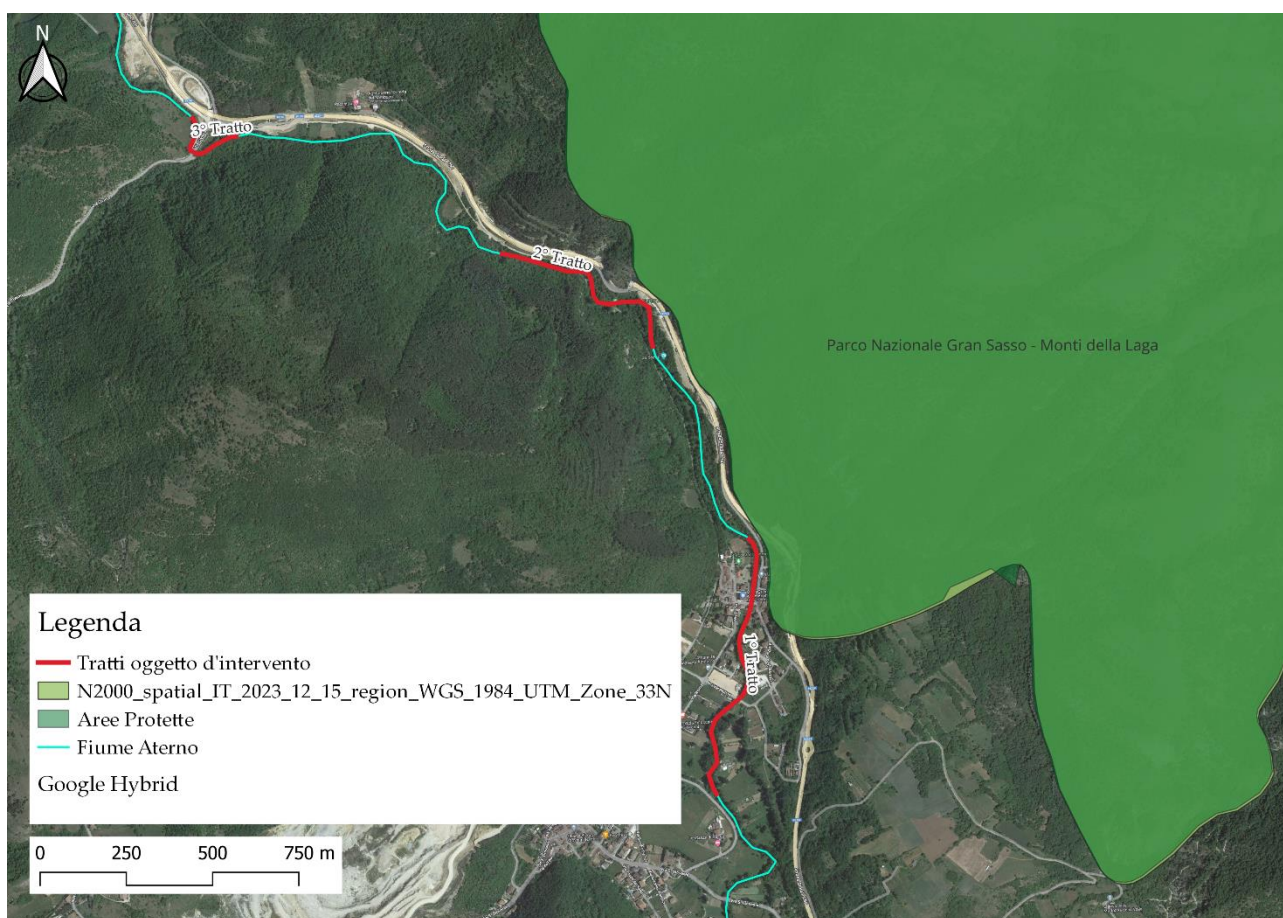 N
3° Tratto
2° Tratto
Parco Nazionale Gran Sasso - Monti della Laga
1° Tratto
Legenda
Tratti oggetto d'intervento
N2000_spatial_IT_2023_12_15_region_WGS_1984_UTM_Zone_33N
Aree Protette
Fiume Aterno
Google Hybrid
0 250 500 750 m